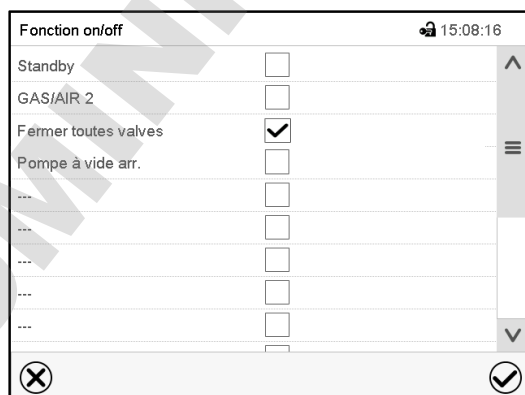 Fonction on/off 15:08:16
Standby
GAS/AIR 2
Fermer toutes valves
Pompe à vide arr.
---
---
---
---
---